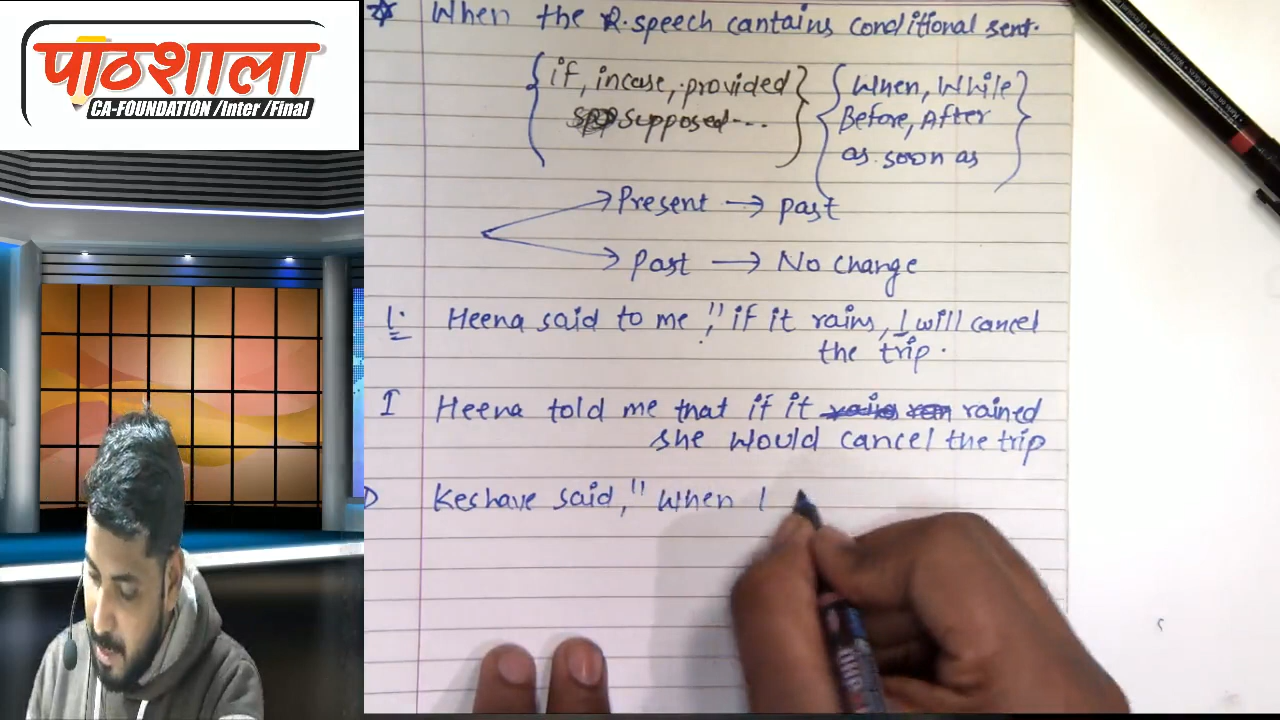 पाठशाला
CA-FOUNDATION /Inter /Final
When the R. speech cantains conditional sent.
if, incase, provided
supposed...
When, While
Before, After
as soon as
Present → past
Past → No change
1. Heena said to me ," if it rains, I will cancel
the trip.
I Heena told me that if it rained
she would cancel the trip
D Keshave said," When I